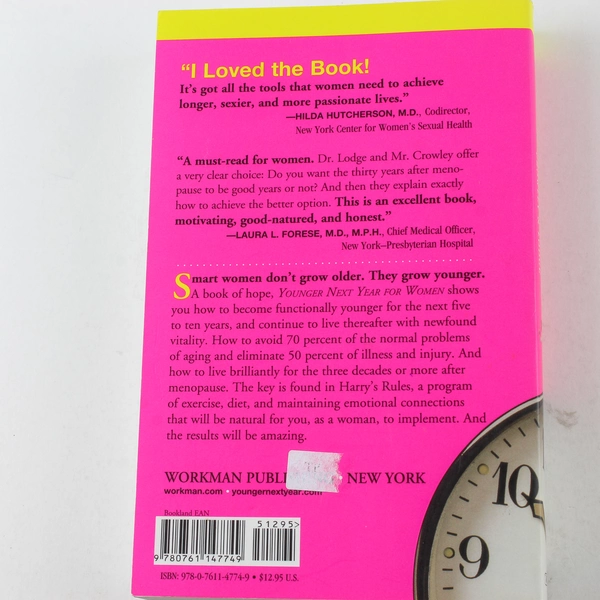 “I Loved the Book!
It’s got all the tools that women need to achieve
longer, sexier, and more passionate lives.”
—HILDA HUTCHERSON, M.D., Codirector,
New York Center for Women’s Sexual Health
“A must-read for women. Dr. Lodge and Mr. Crowley offer
a very clear choice: Do you want the thirty years after meno-
pause to be good years or not? And then they explain exactly
how to achieve the better option. This is an excellent book,
motivating, good-natured, and honest.”
—LAURA L. FORESE, M.D., M.P.H., Chief Medical Officer,
New York–Presbyterian Hospital
Smart women don’t grow older. They grow younger.
A book of hope, YOUNGER NEXT YEAR FOR WOMEN shows
you how to become functionally younger for the next five
to ten years, and continue to live thereafter with newfound
vitality. How to avoid 70 percent of the normal problems
of aging and eliminate 50 percent of illness and injury. And
how to live brilliantly for the three decades or more after
menopause. The key is found in Harry’s Rules, a program
of exercise, diet, and maintaining emotional connections
that will be natural for you, as a woman, to implement. And
the results will be amazing.
WORKMAN PUBLI NEW YORK
workman.com • youngernextyear.com
Bookland EAN
51295>
9 780761 147749
ISBN: 978-0-7611-4774-9 • $12.95 U.S.
10
9